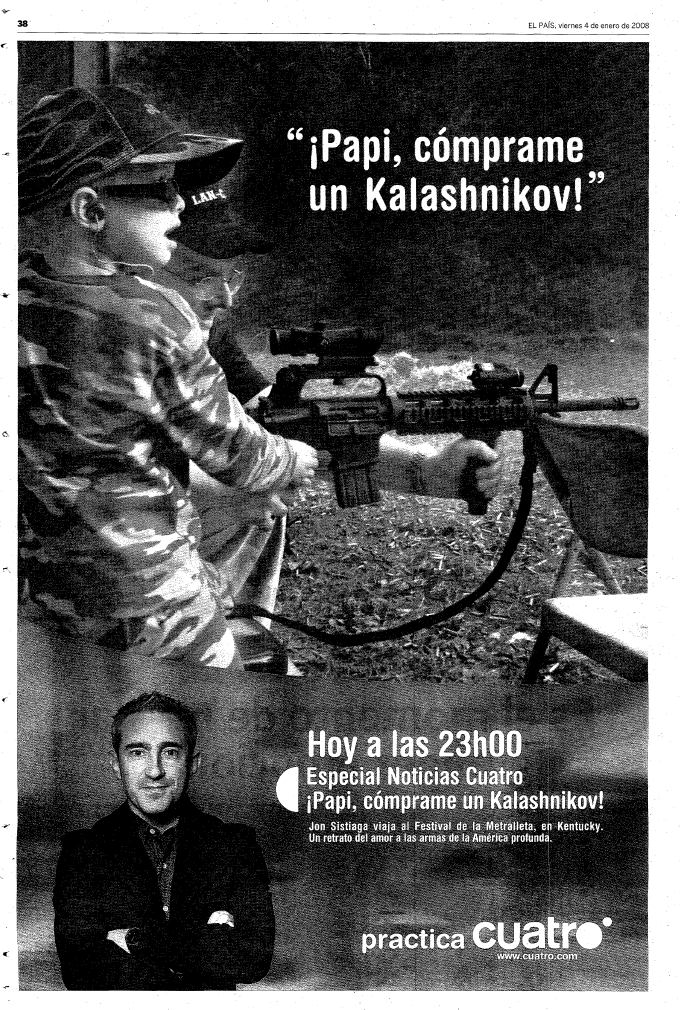 38
EL PAÍS, viernes 4 de enero de 2008
“¡Papi, cómprame
un Kalashnikov!”
Hoy a las 23h00
Especial Noticias Cuatro
¡Papi, cómprame un Kalashnikov!
Jon Sistiaga viaja al Festival de la Metralleta, en Kentucky.
Un retrato del amor a las armas de la América profunda.
practica cuatro
www.cuatro.com